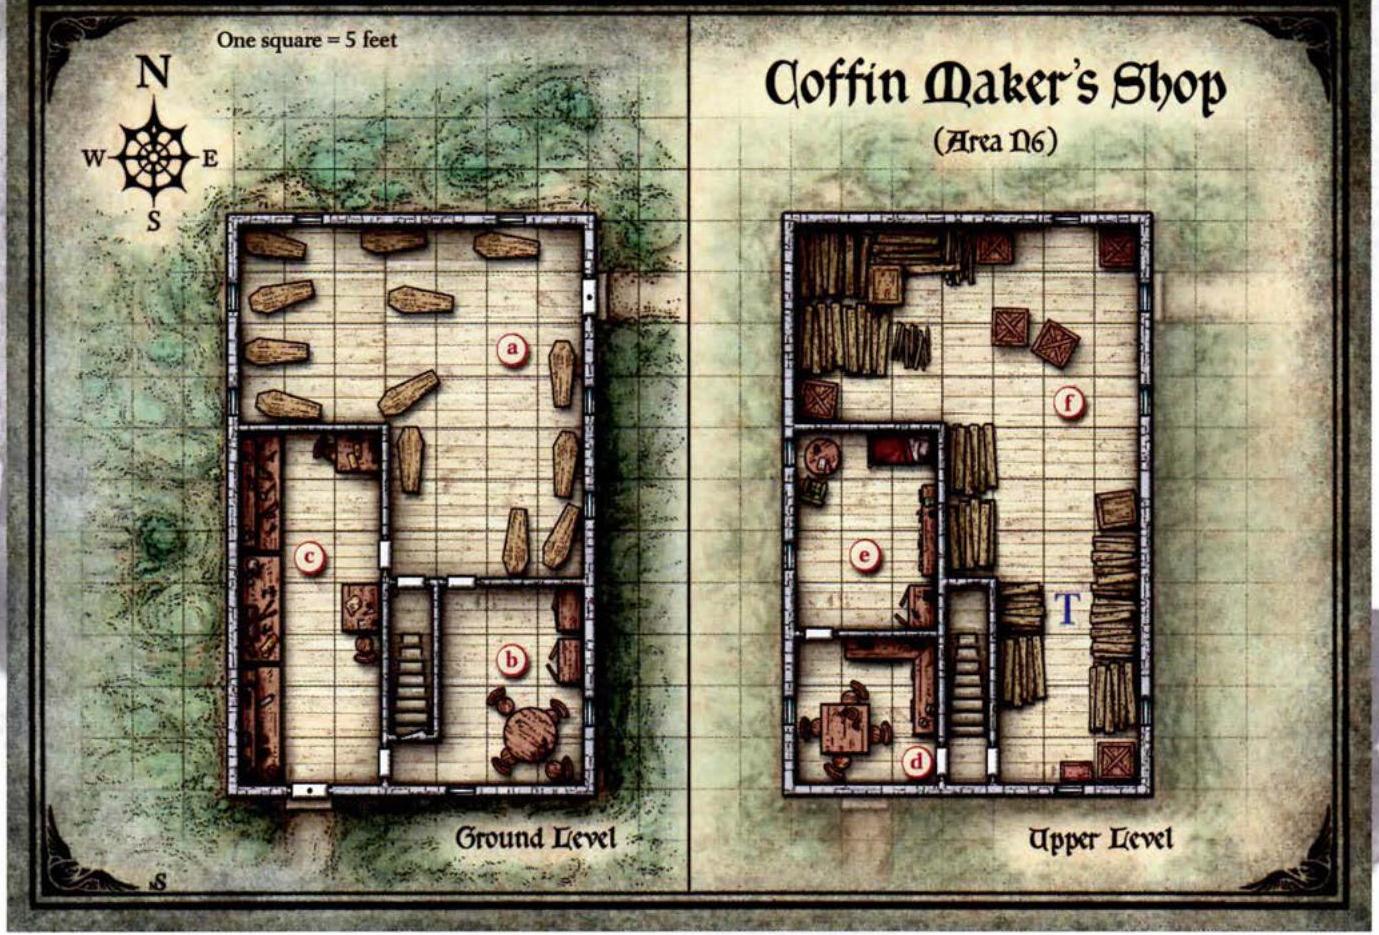 One square = 5 feet
N
W E
S
Coffin Maker's Shop
(Area N6)
a
b
c
Ground Level
d
e
f
T
Upper Level
S